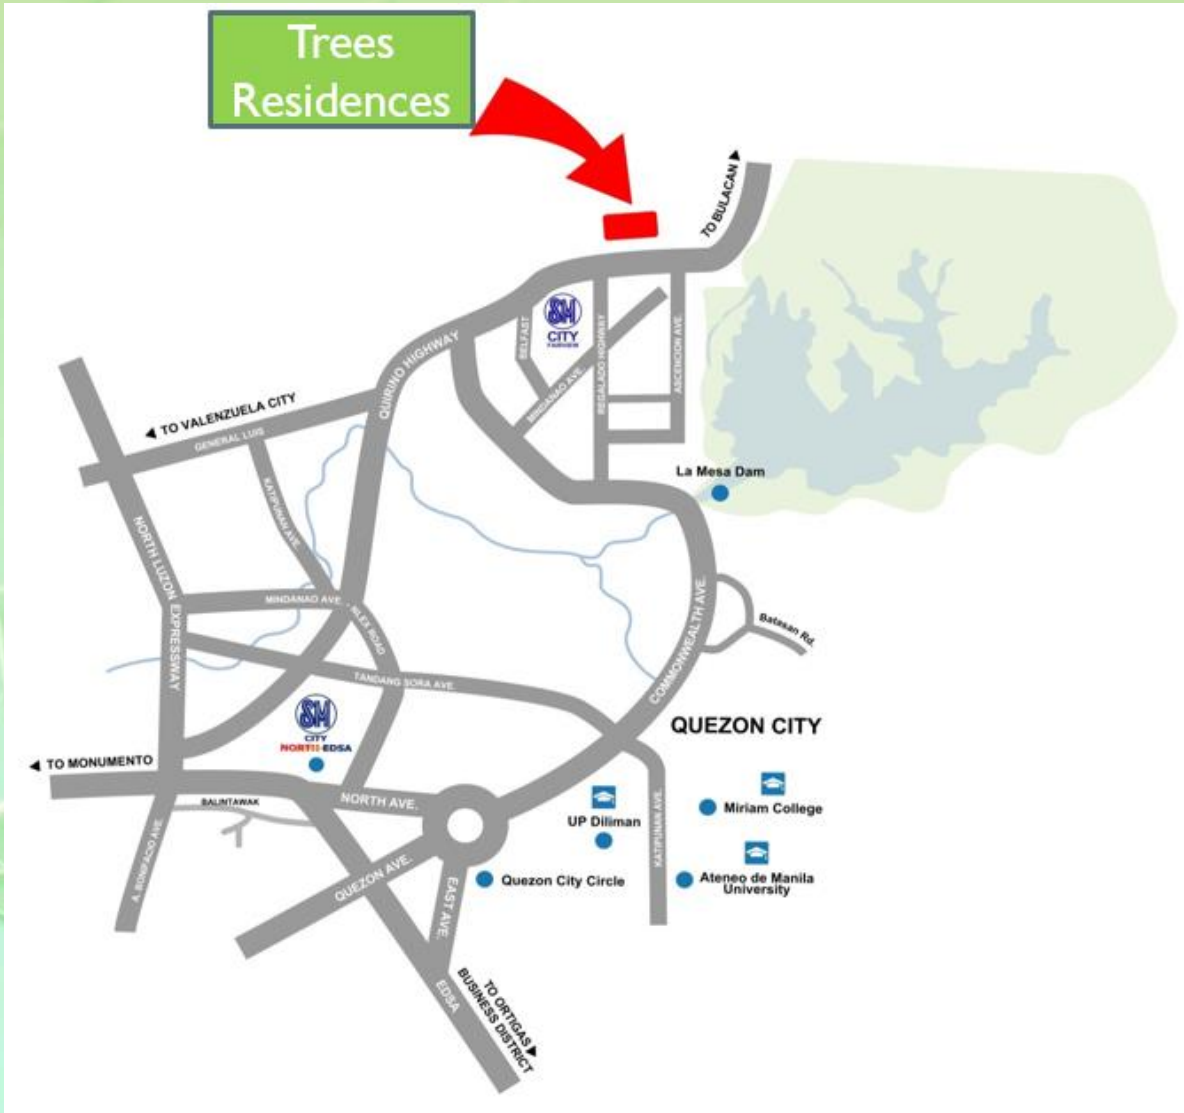 Trees
Residences
TO BULACAN
SM
CITY
FAIRVIEW
BELFAST
MINDANAO AVE.
REGALADO HIGHWAY
ASCENCION AVE.
QUIRINO HIGHWAY
TO VALENZUELA CITY
GENERAL LUIS
KATIPUNAN AVE.
La Mesa Dam
NORTH LUZON EXPRESSWAY
MINDANAO AVE.
NLEX ROAD
COMMONWEALTH AVE.
Batasan Rd.
TANDANG SORA AVE.
SM
CITY
NORTH EDSA
QUEZON CITY
TO MONUMENTO
BALINTAWAK
NORTH AVE.
A. BONIFACIO AVE.
UP Diliman
KATIPUNAN AVE.
Miriam College
QUEZON AVE.
EAST AVE.
Quezon City Circle
Ateneo de Manila
University
EDSA
TO ORTIGAS
BUSINESS DISTRICT